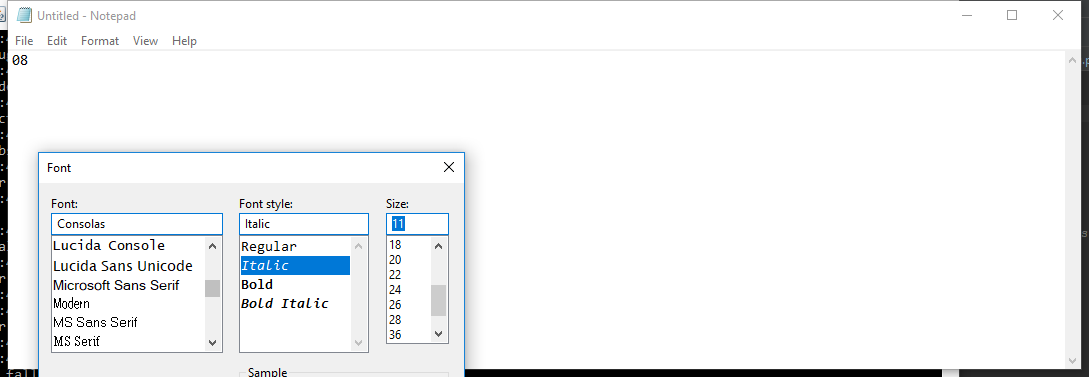 Untitled - Notepad
File Edit Format View Help
08
Font
Font: Font style: Size:
Consolas Italic 11
Lucida Console
Lucida Sans Unicode
Microsoft Sans Serif
Modern
MS Sans Serif
MS Serif
Regular
Italic
Bold
Bold Italic
18
20
22
24
26
28
36
Sample